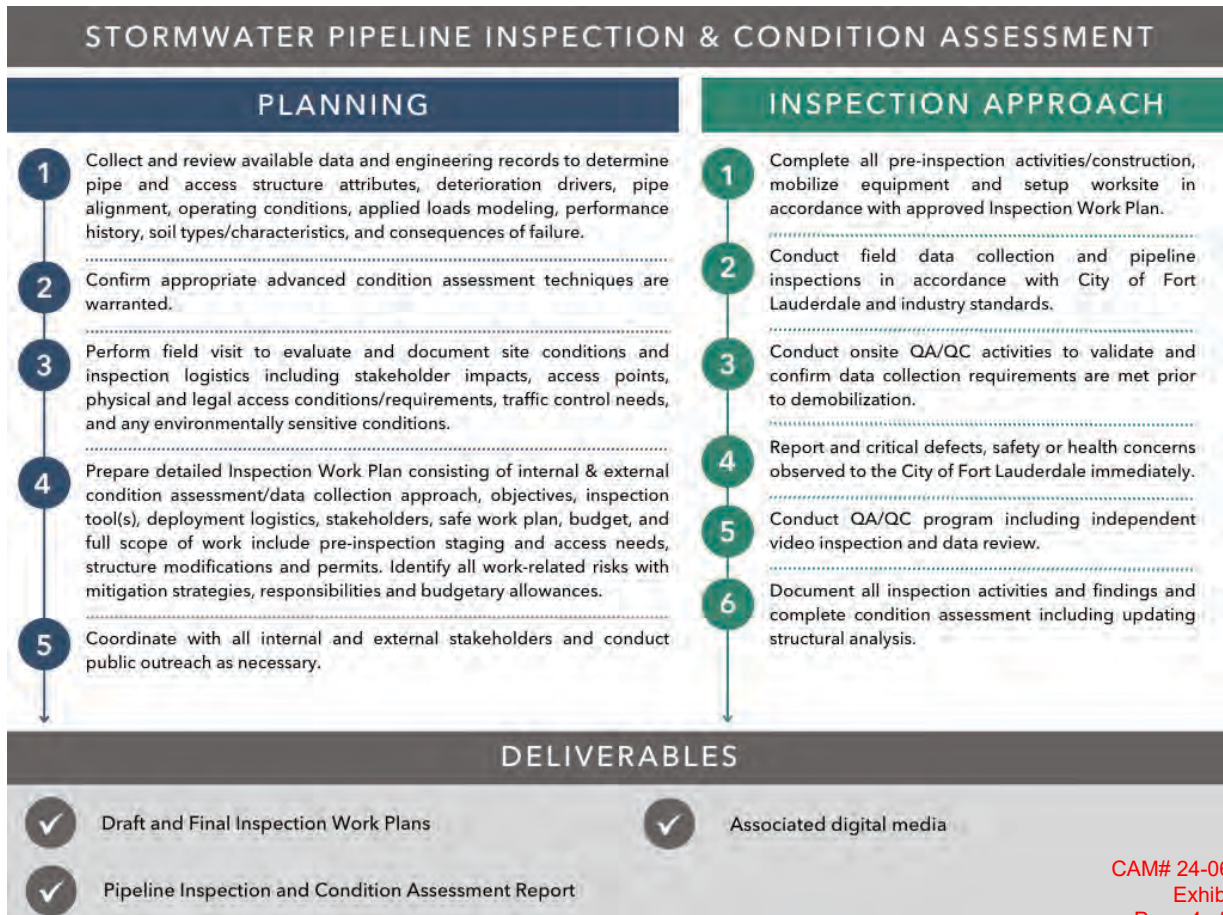 STORMWATER PIPELINE INSPECTION & CONDITION ASSESSMENT
PLANNING
1
Collect and review available data and engineering records to determine
pipe and access structure attributes, deterioration drivers, pipe
alignment, operating conditions, applied loads modeling, performance
history, soil types/characteristics, and consequences of failure.
2
Confirm appropriate advanced condition assessment techniques are
warranted.
3
Perform field visit to evaluate and document site conditions and
inspection logistics including stakeholder impacts, access points,
physical and legal access conditions/requirements, traffic control needs,
and any environmentally sensitive conditions.
4
Prepare detailed Inspection Work Plan consisting of internal & external
condition assessment/data collection approach, objectives, inspection
tool(s), deployment logistics, stakeholders, safe work plan, budget, and
full scope of work include pre-inspection staging and access needs,
structure modifications and permits. Identify all work-related risks with
mitigation strategies, responsibilities and budgetary allowances.
5
Coordinate with all internal and external stakeholders and conduct
public outreach as necessary.
INSPECTION APPROACH
1
Complete all pre-inspection activities/construction,
mobilize equipment and setup worksite in
accordance with approved Inspection Work Plan.
2
Conduct field data collection and pipeline
inspections in accordance with City of Fort
Lauderdale and industry standards.
3
Conduct onsite QA/QC activities to validate and
confirm data collection requirements are met prior
to demobilization.
4
Report and critical defects, safety or health concerns
observed to the City of Fort Lauderdale immediately.
5
Conduct QA/QC program including independent
video inspection and data review.
6
Document all inspection activities and findings and
complete condition assessment including updating
structural analysis.
DELIVERABLES
Draft and Final Inspection Work Plans
Associated digital media
Pipeline Inspection and Condition Assessment Report
CAM# 24-06
Exhib